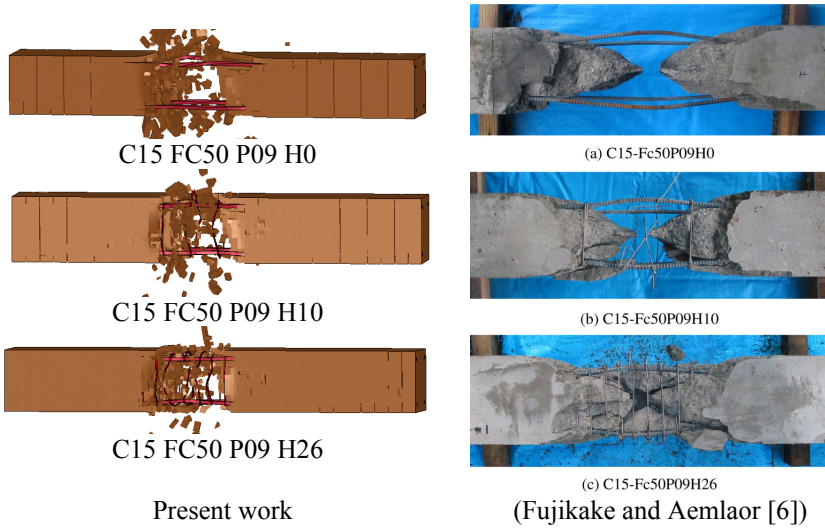 C15 FC50 P09 H0
(a) C15-Fc50P09H0
C15 FC50 P09 H10
(b) C15-Fc50P09H10
C15 FC50 P09 H26
(c) C15-Fc50P09H26
Present work
(Fujikake and Aemlaor [6])